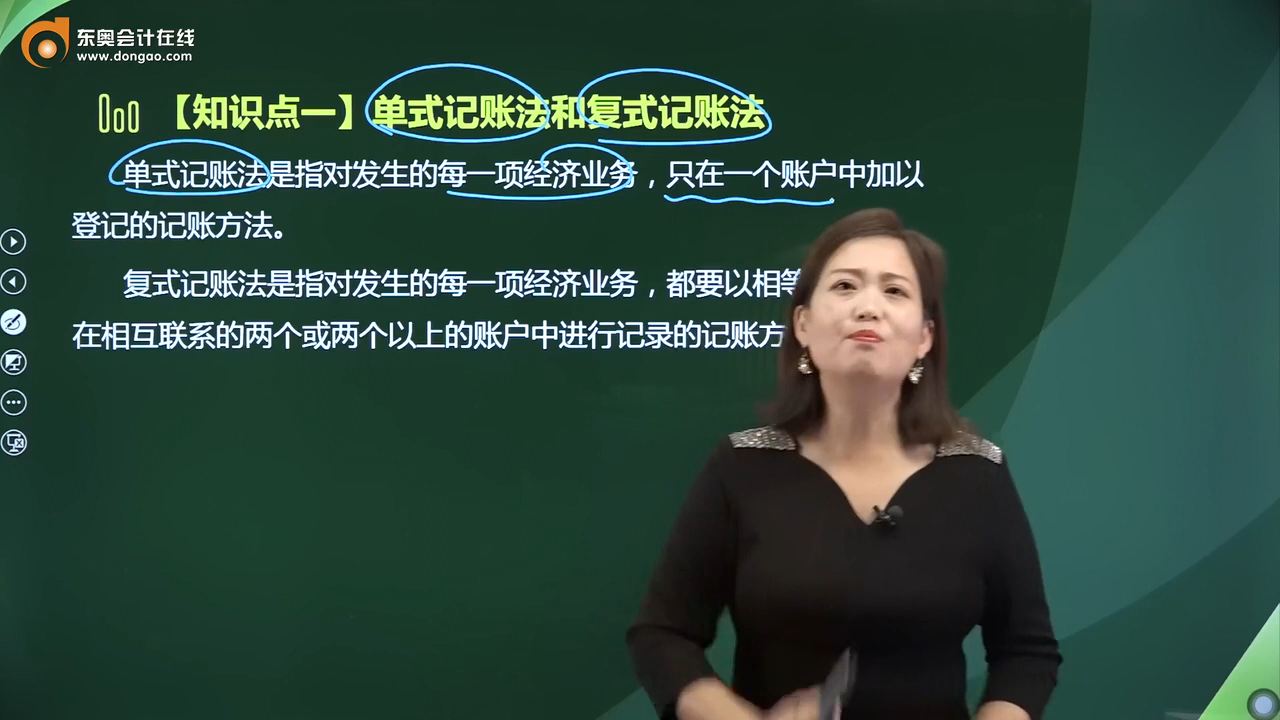 东奥会计在线
www.dongao.com
【知识点一】单式记账法和复式记账法
单式记账法是指对发生的每一项经济业务，只在一个账户中加以
登记的记账方法。
复式记账法是指对发生的每一项经济业务，都要以相等
在相互联系的两个或两个以上的账户中进行记录的记账方